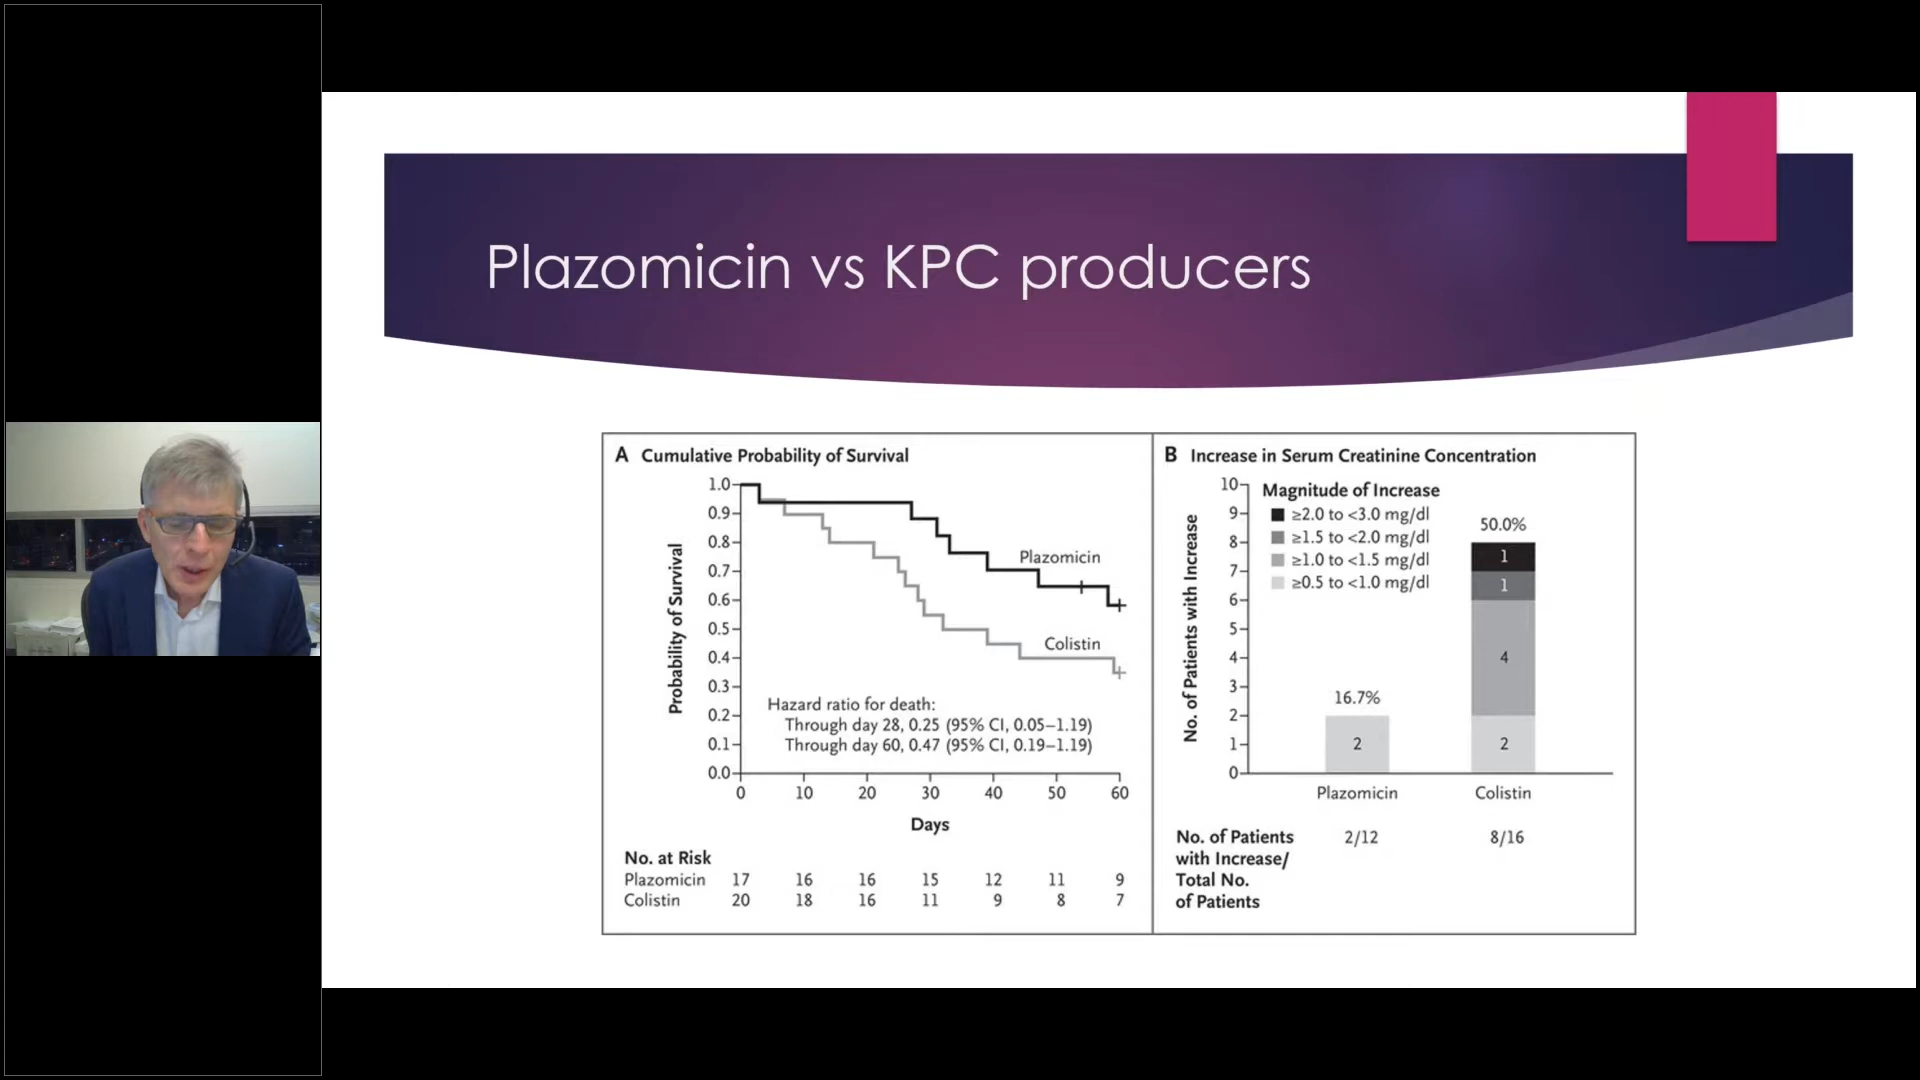 Plazomicin vs KPC producers
A Cumulative Probability of Survival
Probability of Survival
1.0
0.9
0.8
0.7
0.6
0.5
0.4
0.3
0.2
0.1
0.0
Plazomicin
Colistin
Hazard ratio for death:
Through day 28, 0.25 (95% CI, 0.05–1.19)
Through day 60, 0.47 (95% CI, 0.19–1.19)
0 10 20 30 40 50 60
Days
No. at Risk
Plazomicin 17 16 16 15 12 11 9
Colistin 20 18 16 11 9 8 7
B Increase in Serum Creatinine Concentration
No. of Patients with Increase
10
9
8
7
6
5
4
3
2
1
0
Magnitude of Increase
≥2.0 to <3.0 mg/dl
≥1.5 to <2.0 mg/dl
≥1.0 to <1.5 mg/dl
≥0.5 to <1.0 mg/dl
16.7%
2
50.0%
1
1
4
2
Plazomicin Colistin
No. of Patients 2/12 8/16
with Increase/
Total No.
of Patients